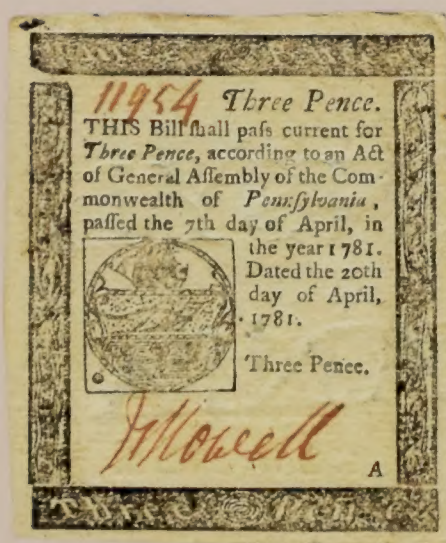 11954 Three Pence.
THIS Bill ſhall paſs current for
Three Pence, according to an Act
of General Aſſembly of the Com-
monwealth of Pennſylvania,
paſſed the 7th day of April, in
the year 1781.
Dated the 20th
day of April,
1781.
Three Pence.
A
Three Pence